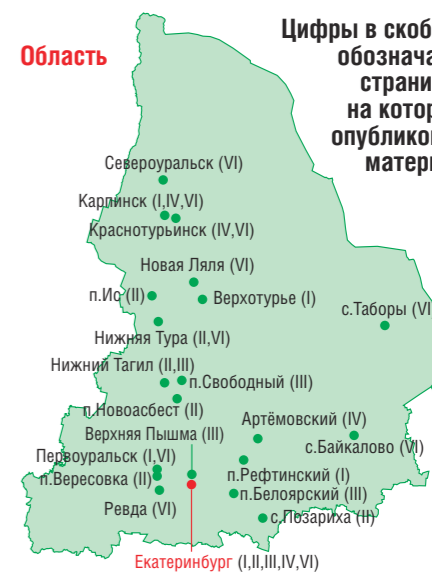 Область
Цифры в скоб
обознача
страни
на котор
опубликов
матери
Североуральск (VI)
Карпинск (I,IV,VI)
Краснотурьинск (IV,VI)
Новая Ляля (VI)
п.Ис (II)
Верхотурье (I)
с.Таборы (VI
Нижняя Тура (II,VI)
Нижний Тагил (II,III)
п.Свободный (III)
п.Новоасбест (II)
Верхняя Пышма (III)
Артёмовский (IV)
с.Байкалово (VI)
Первоуральск (I,VI)
п.Вересовка (II)
п.Рефтинский (I)
п.Белоярский (III)
Ревда (VI)
с.Позариха (II)
Екатеринбург (I,II,III,IV,VI)